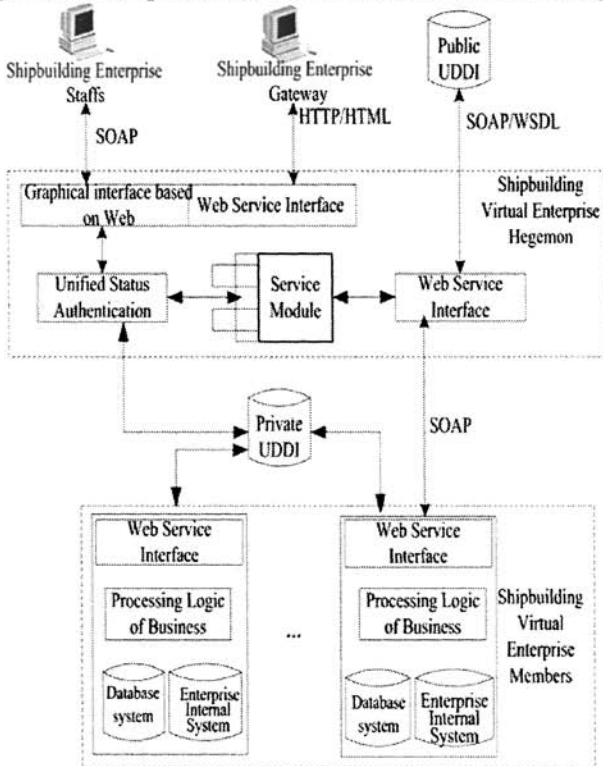 Shipbuilding Enterprise
Staffs
Shipbuilding Enterprise
Gateway
Public
UDDI
SOAP
HTTP/HTML
SOAP/WSDL
Graphical interface based
on Web
Web Service Interface
Shipbuilding
Virtual Enterprise
Hegemon
Unified Status
Authentication
Service
Module
Web Service
Interface
Private
UDDI
SOAP
Web Service
Interface
Processing Logic
of Business
Database
system
Enterprise
Internal
System
...
Web Service
Interface
Processing Logic
of Business
Database
system
Enterprise
Internal
System
Shipbuilding
Virtual
Enterprise
Members